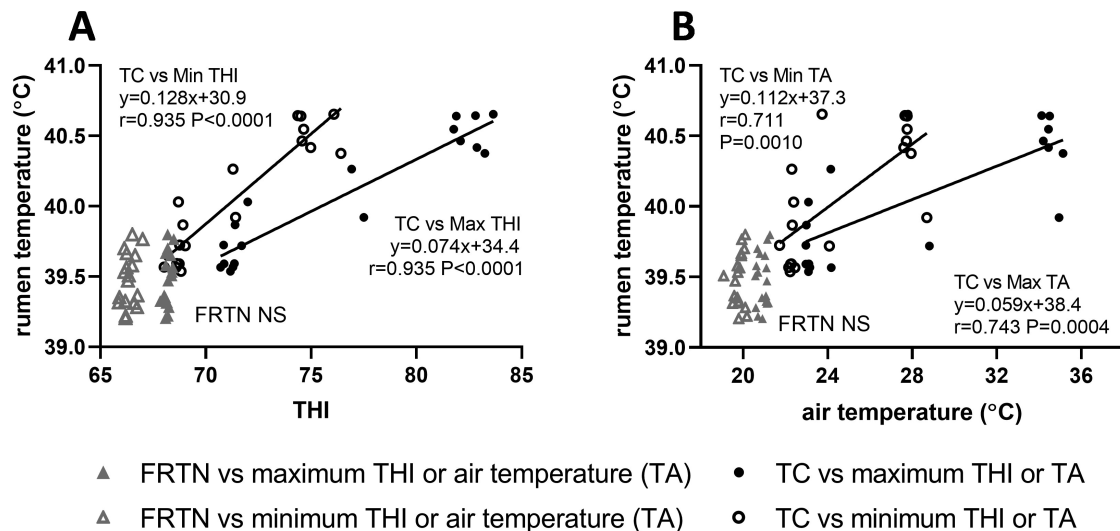 A
B
rumen temperature (°C)
41.0
40.5
40.0
39.5
39.0
TC vs Min THI
y=0.128x+30.9
r=0.935 P<0.0001
TC vs Max THI
y=0.074x+34.4
r=0.935 P<0.0001
FRTN NS
65 70 75 80 85
THI
rumen temperature (°C)
41.0
40.5
40.0
39.5
39.0
TC vs Min TA
y=0.112x+37.3
r=0.711
P=0.0010
TC vs Max TA
y=0.059x+38.4
r=0.743 P=0.0004
FRTN NS
20 24 28 32 36
air temperature (°C)
FRTN vs maximum THI or air temperature (TA)
TC vs maximum THI or TA
FRTN vs minimum THI or air temperature (TA)
TC vs minimum THI or TA